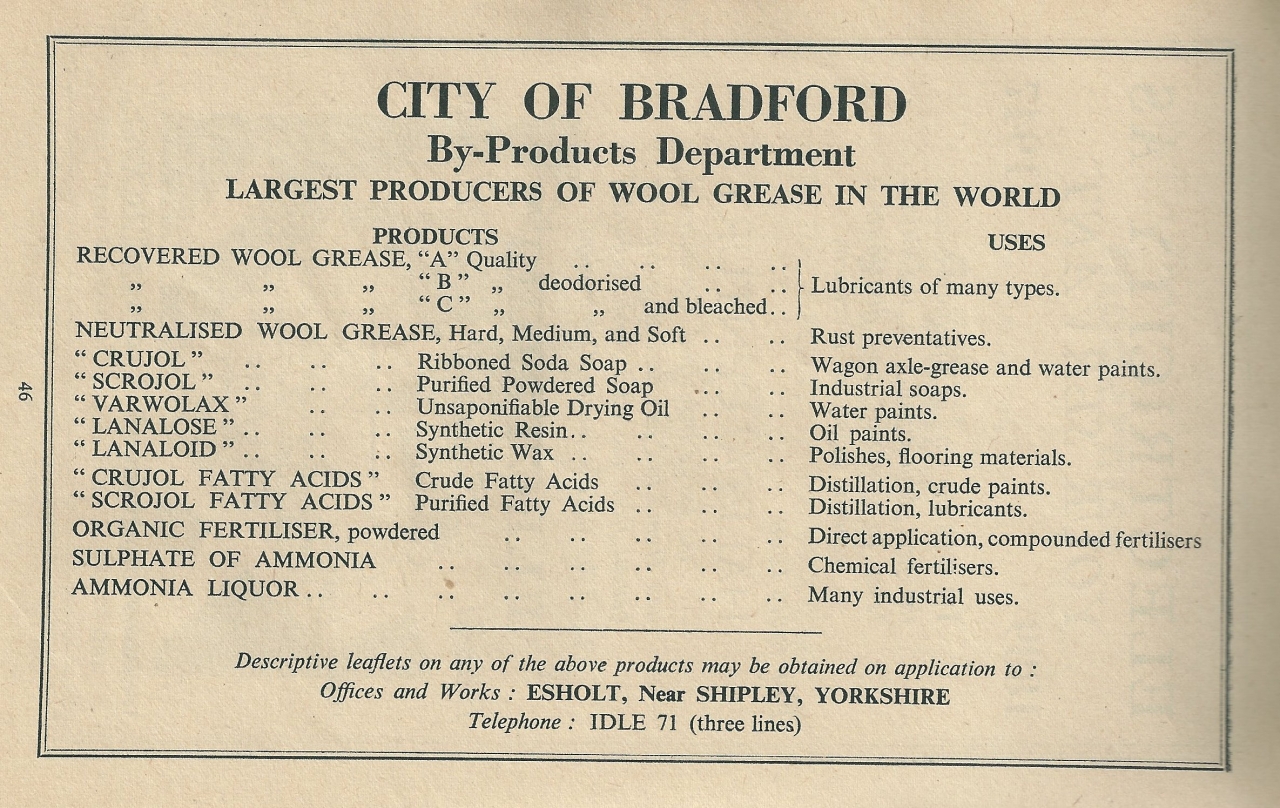 CITY OF BRADFORD
By-Products Department
LARGEST PRODUCERS OF WOOL GREASE IN THE WORLD
PRODUCTS USES
RECOVERED WOOL GREASE, “A” Quality .. .. .. ..
„ „ „ “B” „ deodorised .. .. Lubricants of many types.
„ „ „ “C” „ „ and bleached..
NEUTRALISED WOOL GREASE, Hard, Medium, and Soft .. .. Rust preventatives.
“CRUJOL” .. .. .. Ribboned Soda Soap .. .. .. Wagon axle-grease and water paints.
“SCROJOL” .. .. .. Purified Powdered Soap .. .. Industrial soaps.
“VARWOLAX” .. .. Unsaponifiable Drying Oil .. .. Water paints.
“LANALOSE” .. .. .. Synthetic Resin.. .. .. .. Oil paints.
“LANALOID” .. .. .. Synthetic Wax .. .. .. .. Polishes, flooring materials.
“CRUJOL FATTY ACIDS” Crude Fatty Acids .. .. .. Distillation, crude paints.
“SCROJOL FATTY ACIDS” Purified Fatty Acids .. .. .. Distillation, lubricants.
ORGANIC FERTILISER, powdered .. .. .. .. .. Direct application, compounded fertilisers
SULPHATE OF AMMONIA .. .. .. .. .. .. Chemical fertilisers.
AMMONIA LIQUOR .. .. .. .. .. .. .. .. Many industrial uses.
Descriptive leaflets on any of the above products may be obtained on application to :
Offices and Works : ESHOLT, Near SHIPLEY, YORKSHIRE
Telephone : IDLE 71 (three lines)
46